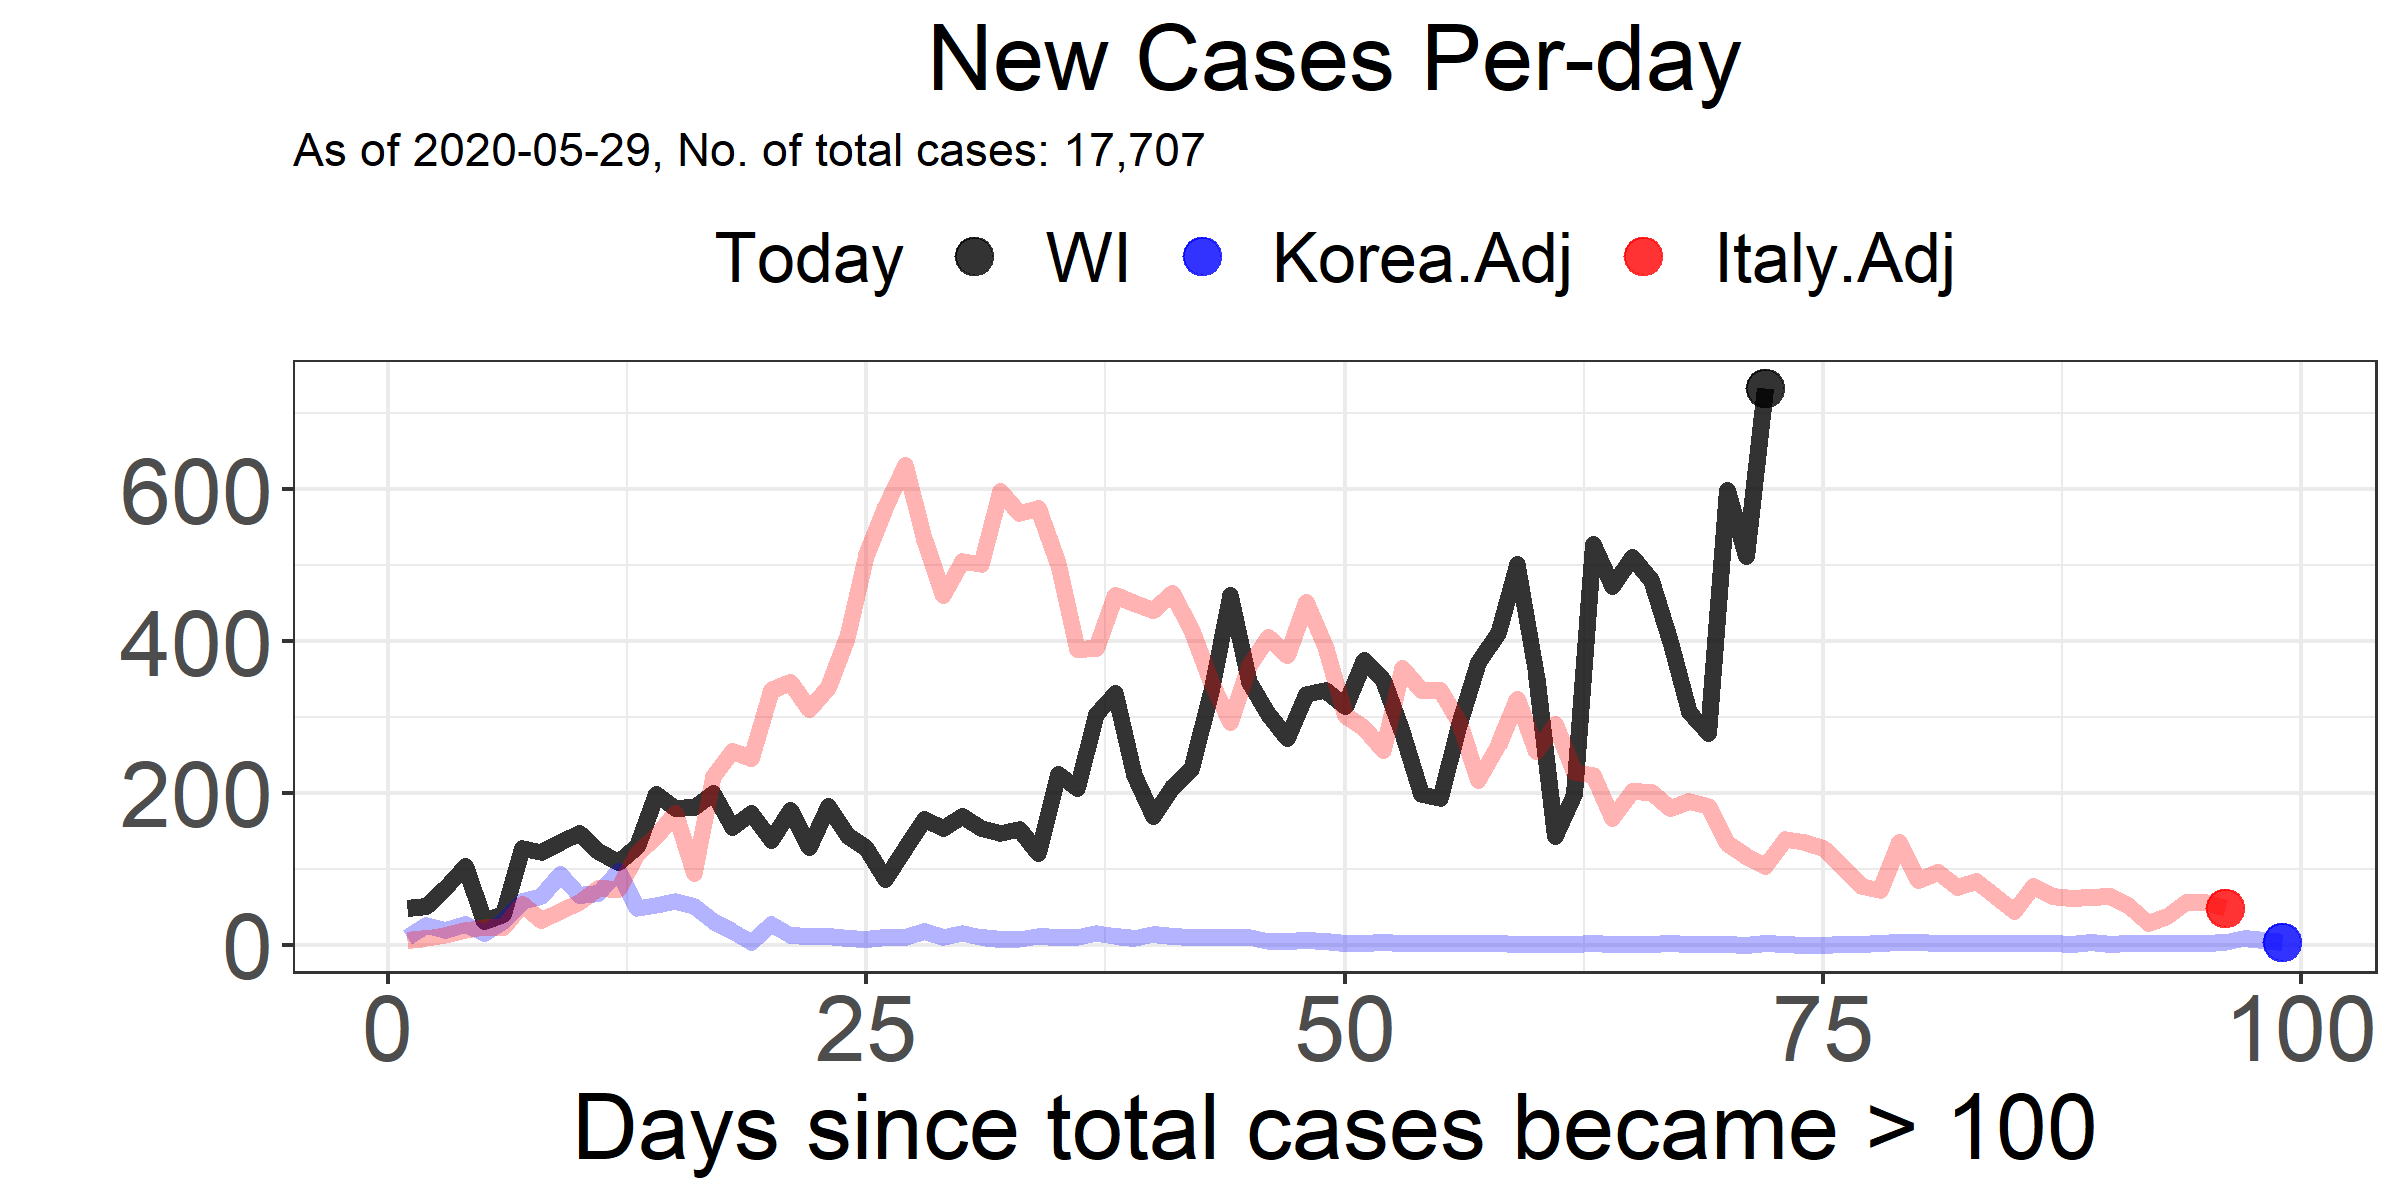 New Cases Per-day
As of 2020-05-29, No. of total cases: 17,707
Today WI Korea.Adj Italy.Adj
600
400
200
0
0 25 50 75 100
Days since total cases became > 100